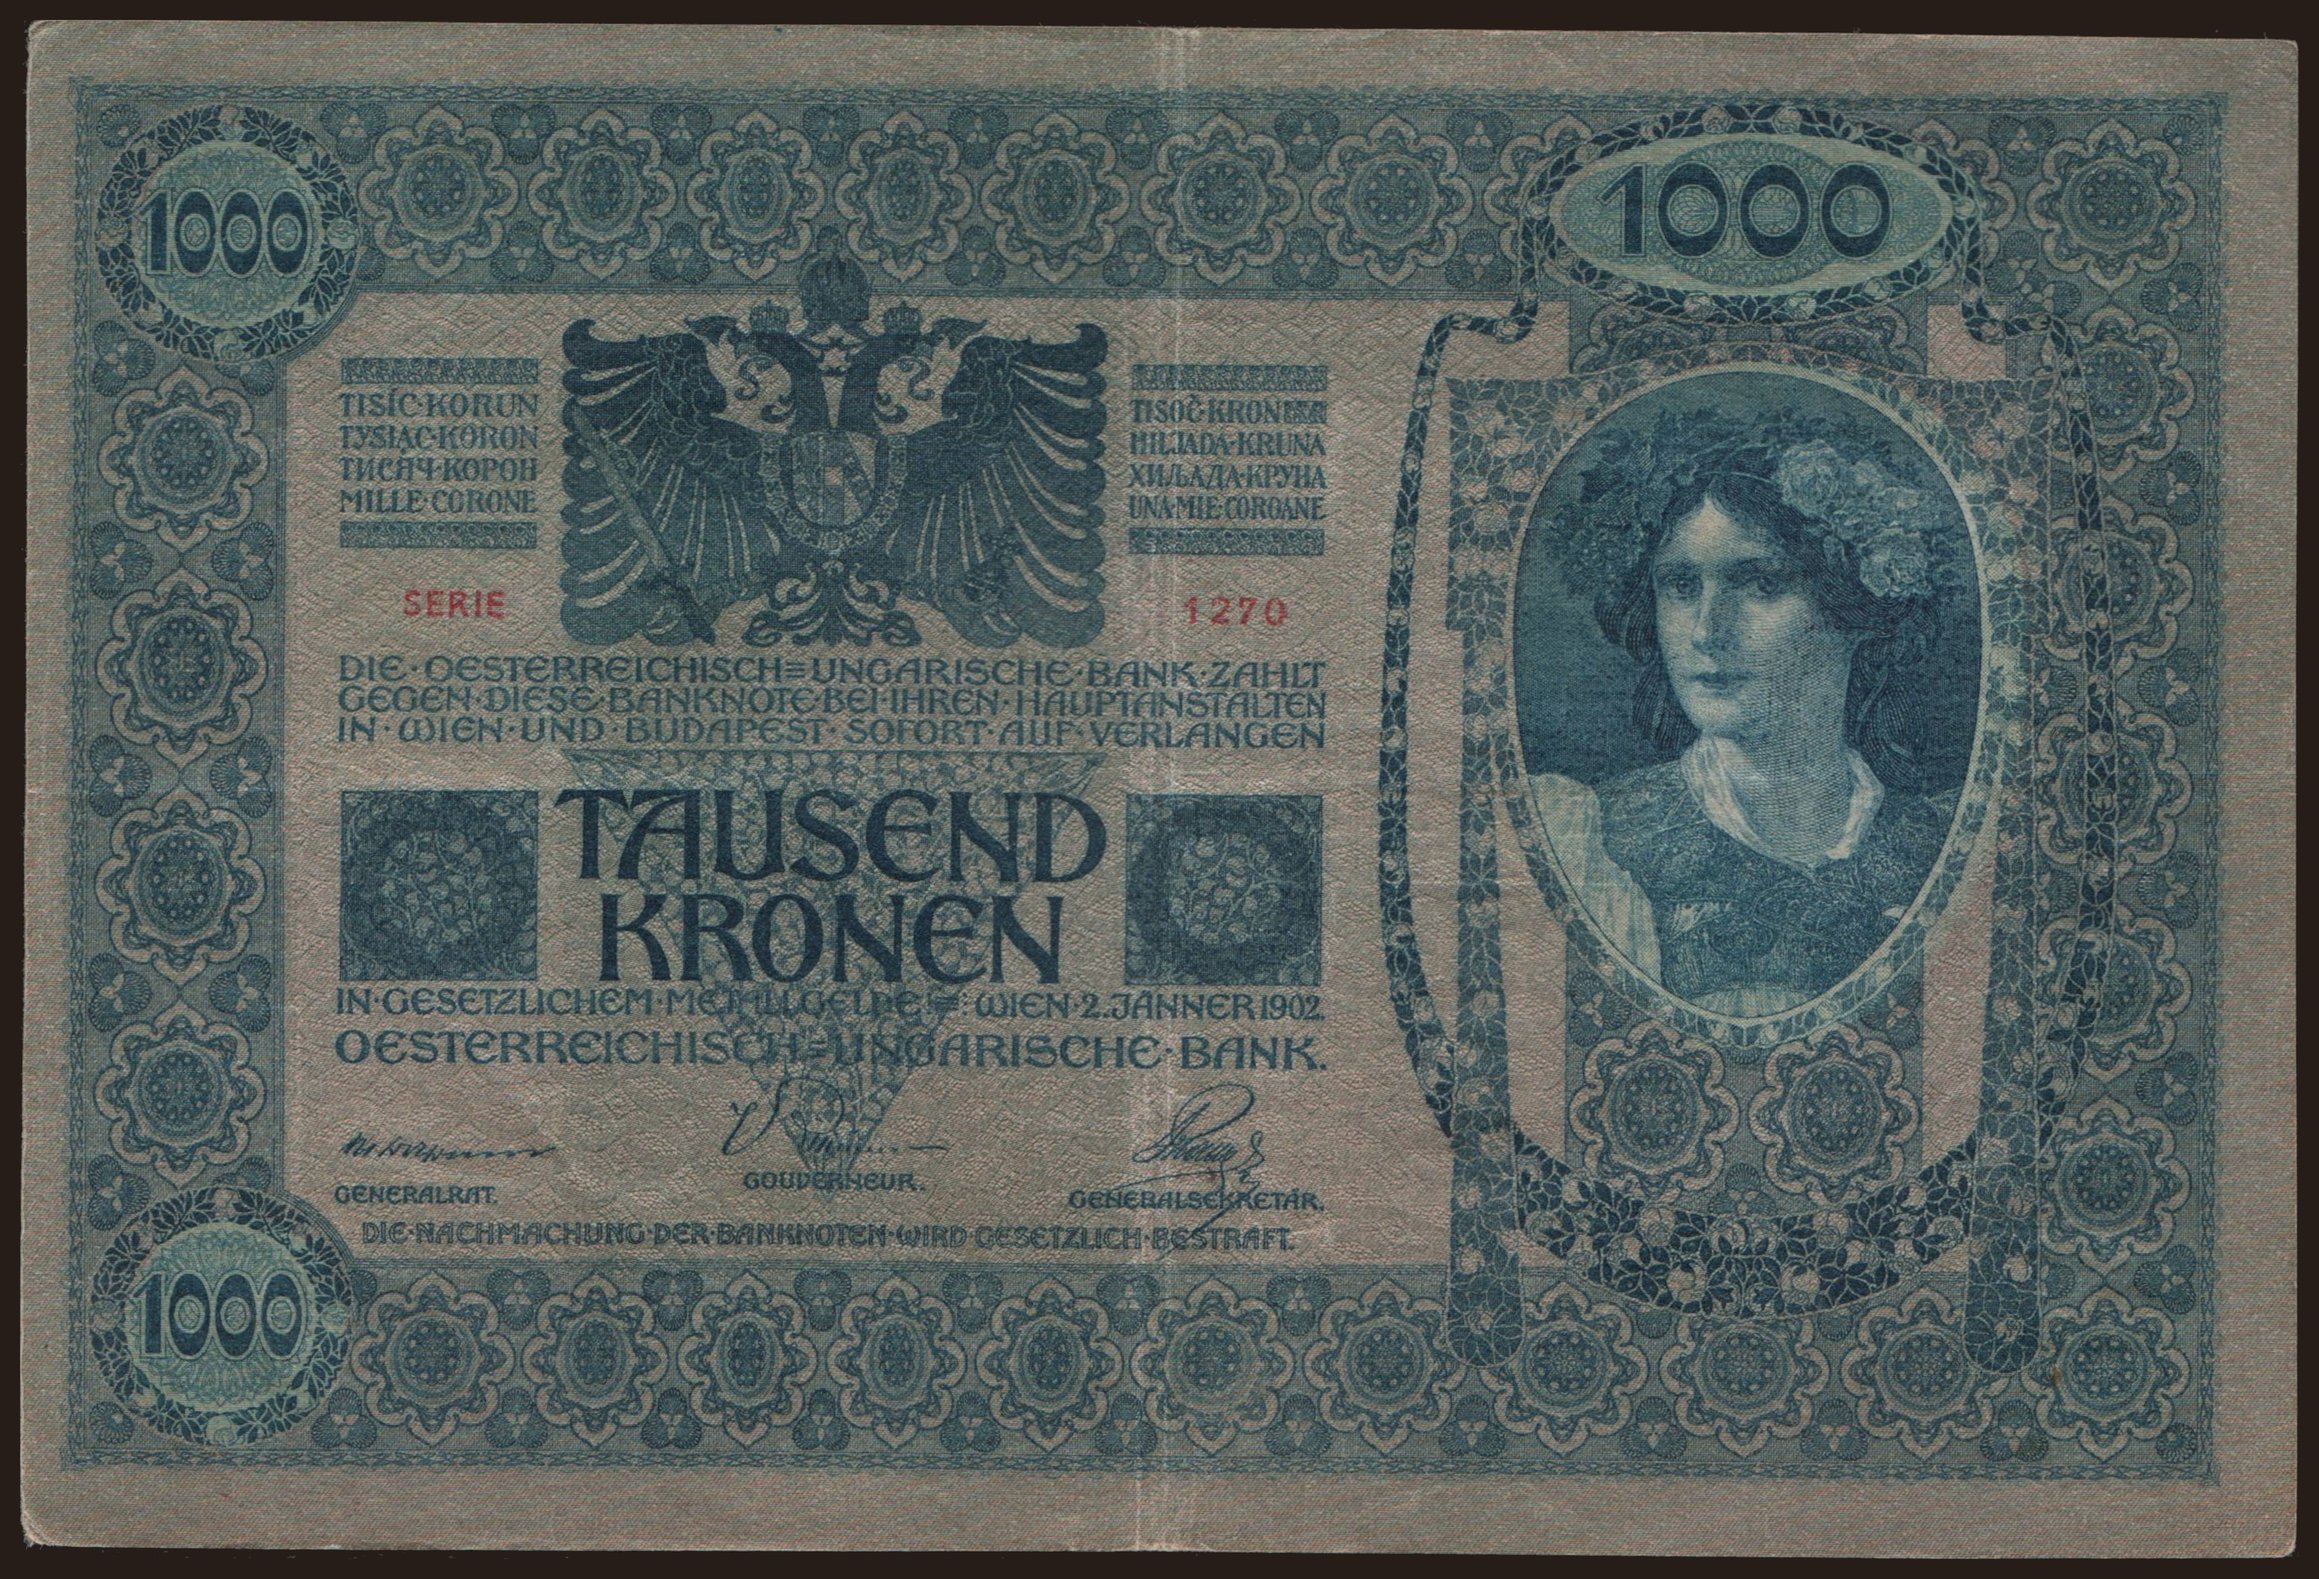 1000
1000
TISÍC·KORUN
TYSIĄC·KORON
ТИСЯЧ·КОРОН
MILLE·CORONE
TISOČ·KRON
HILJADA·KRUNA
ХИЉАДА·КРУНА
UNA·MIE·COROANE
SERIE 1270
DIE·OESTERREICHISCH=UNGARISCHE·BANK·ZAHLT
GEGEN·DIESE·BANKNOTE·BEI·IHREN·HAUPTANSTALTEN
IN·WIEN·UND·BUDAPEST·SOFORT·AUF·VERLANGEN
TAUSEND
KRONEN
IN·GESETZLICHEM·METALLGELDE WIEN·2.JÄNNER 1902.
OESTERREICHISCH=UNGARISCHE·BANK.
GENERALRAT.
GOUVERNEUR.
GENERALSEKRETÄR.
DIE·NACHMACHUNG·DER·BANKNOTEN·WIRD·GESETZLICH·BESTRAFT.
1000